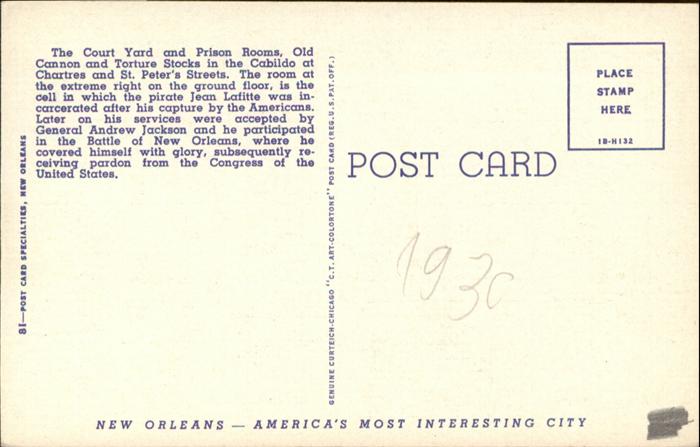 The Court Yard and Prison Rooms, Old
Cannon and Torture Stocks in the Cabildo at
Chartres and St. Peter's Streets. The room at
the extreme right on the ground floor, is the
cell in which the pirate Jean Lafitte was in-
carcerated after his capture by the Americans.
Later on his services were accepted by
General Andrew Jackson and he participated
in the Battle of New Orleans, where he
covered himself with glory, subsequently re-
ceiving pardon from the Congress of the
United States.
81—POST CARD SPECIALTIES, NEW ORLEANS
GENUINE CURTEICH-CHICAGO "C.T. ART-COLORTONE" POST CARD (REG. U.S. PAT. OFF.)
POST CARD
PLACE
STAMP
HERE
1B-H132
1930
NEW ORLEANS — AMERICA'S MOST INTERESTING CITY